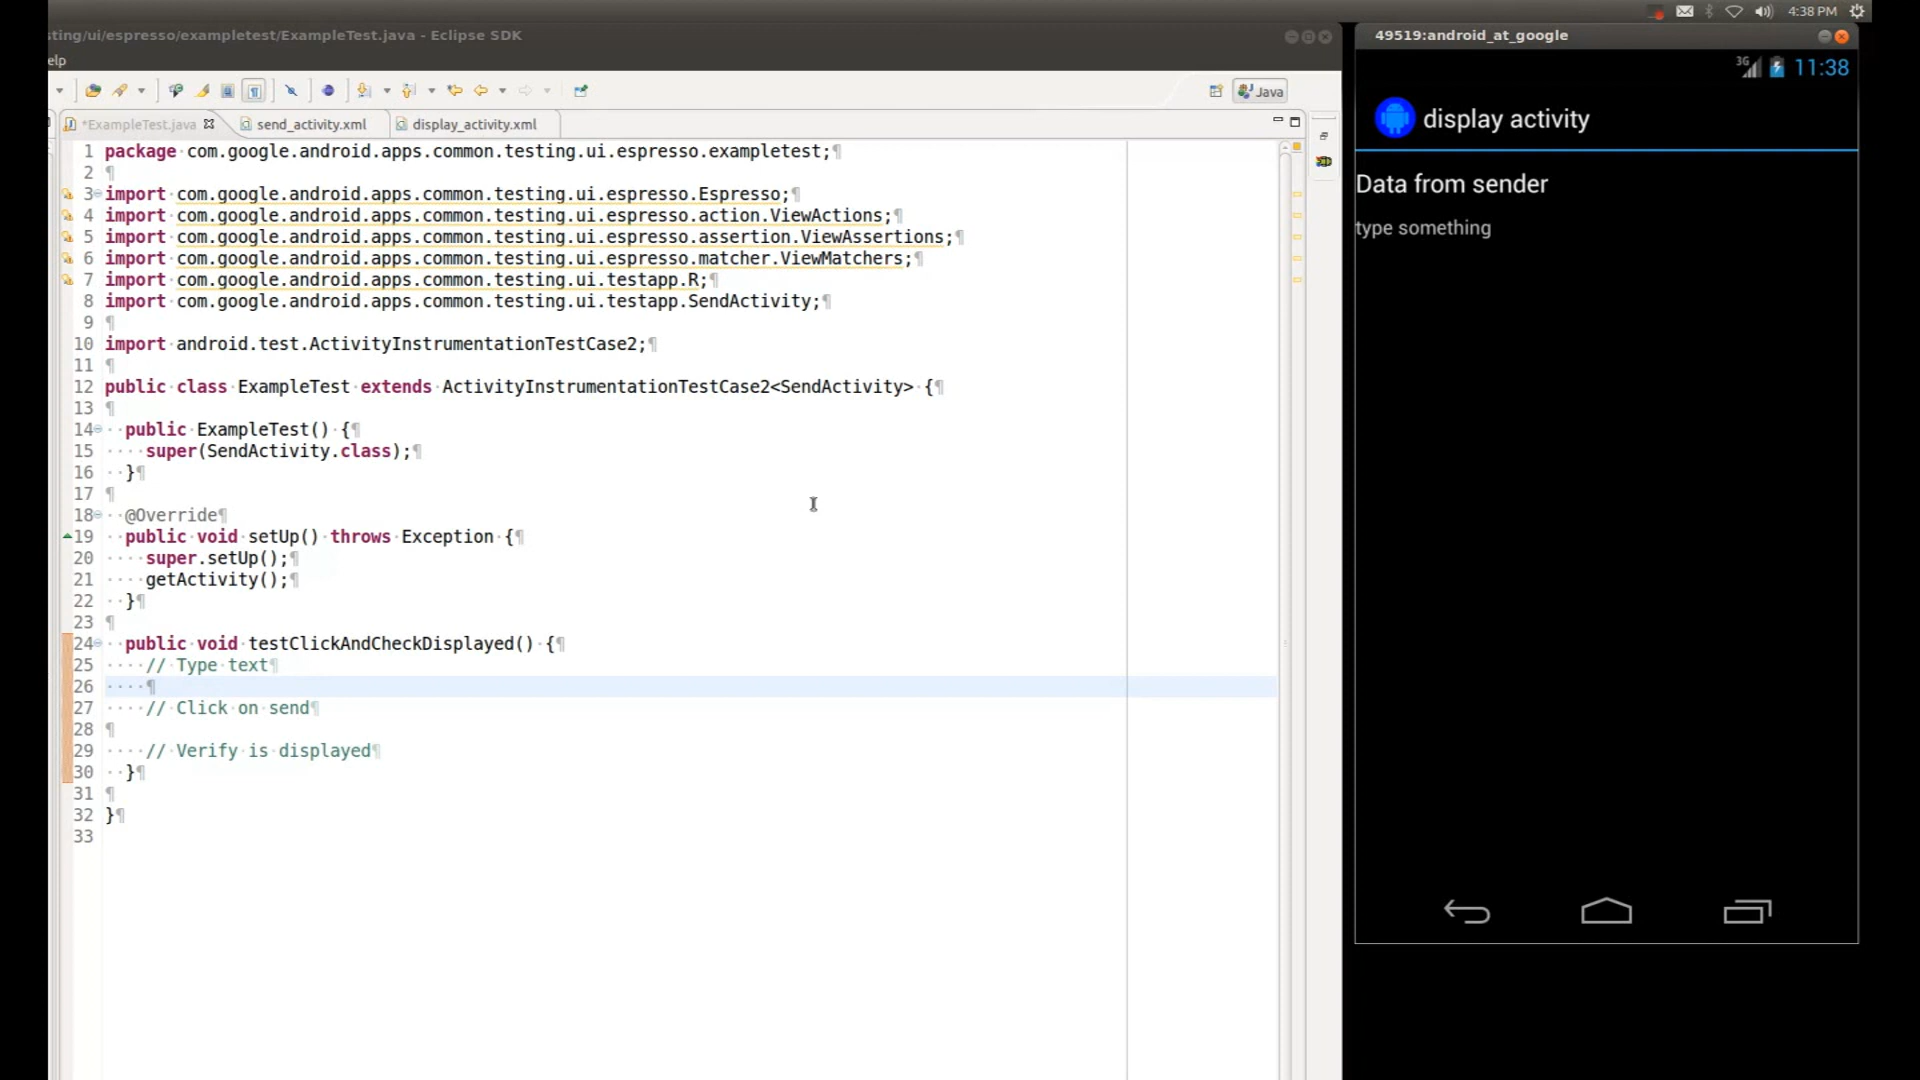 4:38 PM
sting/ui/espresso/exampletest/ExampleTest.java - Eclipse SDK
elp
Java
*ExampleTest.java
send_activity.xml
display_activity.xml
1 package com.google.android.apps.common.testing.ui.espresso.exampletest;¶
2 ¶
3 import com.google.android.apps.common.testing.ui.espresso.Espresso;¶
4 import com.google.android.apps.common.testing.ui.espresso.action.ViewActions;¶
5 import com.google.android.apps.common.testing.ui.espresso.assertion.ViewAssertions;¶
6 import com.google.android.apps.common.testing.ui.espresso.matcher.ViewMatchers;¶
7 import com.google.android.apps.common.testing.ui.testapp.R;¶
8 import com.google.android.apps.common.testing.ui.testapp.SendActivity;¶
9 ¶
10 import android.test.ActivityInstrumentationTestCase2;¶
11 ¶
12 public class ExampleTest extends ActivityInstrumentationTestCase2<SendActivity> {¶
13 ¶
14 public ExampleTest() {¶
15 super(SendActivity.class);¶
16 }¶
17 ¶
18 @Override¶
19 public void setUp() throws Exception {¶
20 super.setUp();¶
21 getActivity();¶
22 }¶
23 ¶
24 public void testClickAndCheckDisplayed() {¶
25 // Type text¶
26 ¶
27 // Click on send¶
28 ¶
29 // Verify is displayed¶
30 }¶
31 ¶
32 }¶
33
49519:android_at_google
3G 11:38
display activity
Data from sender
type something